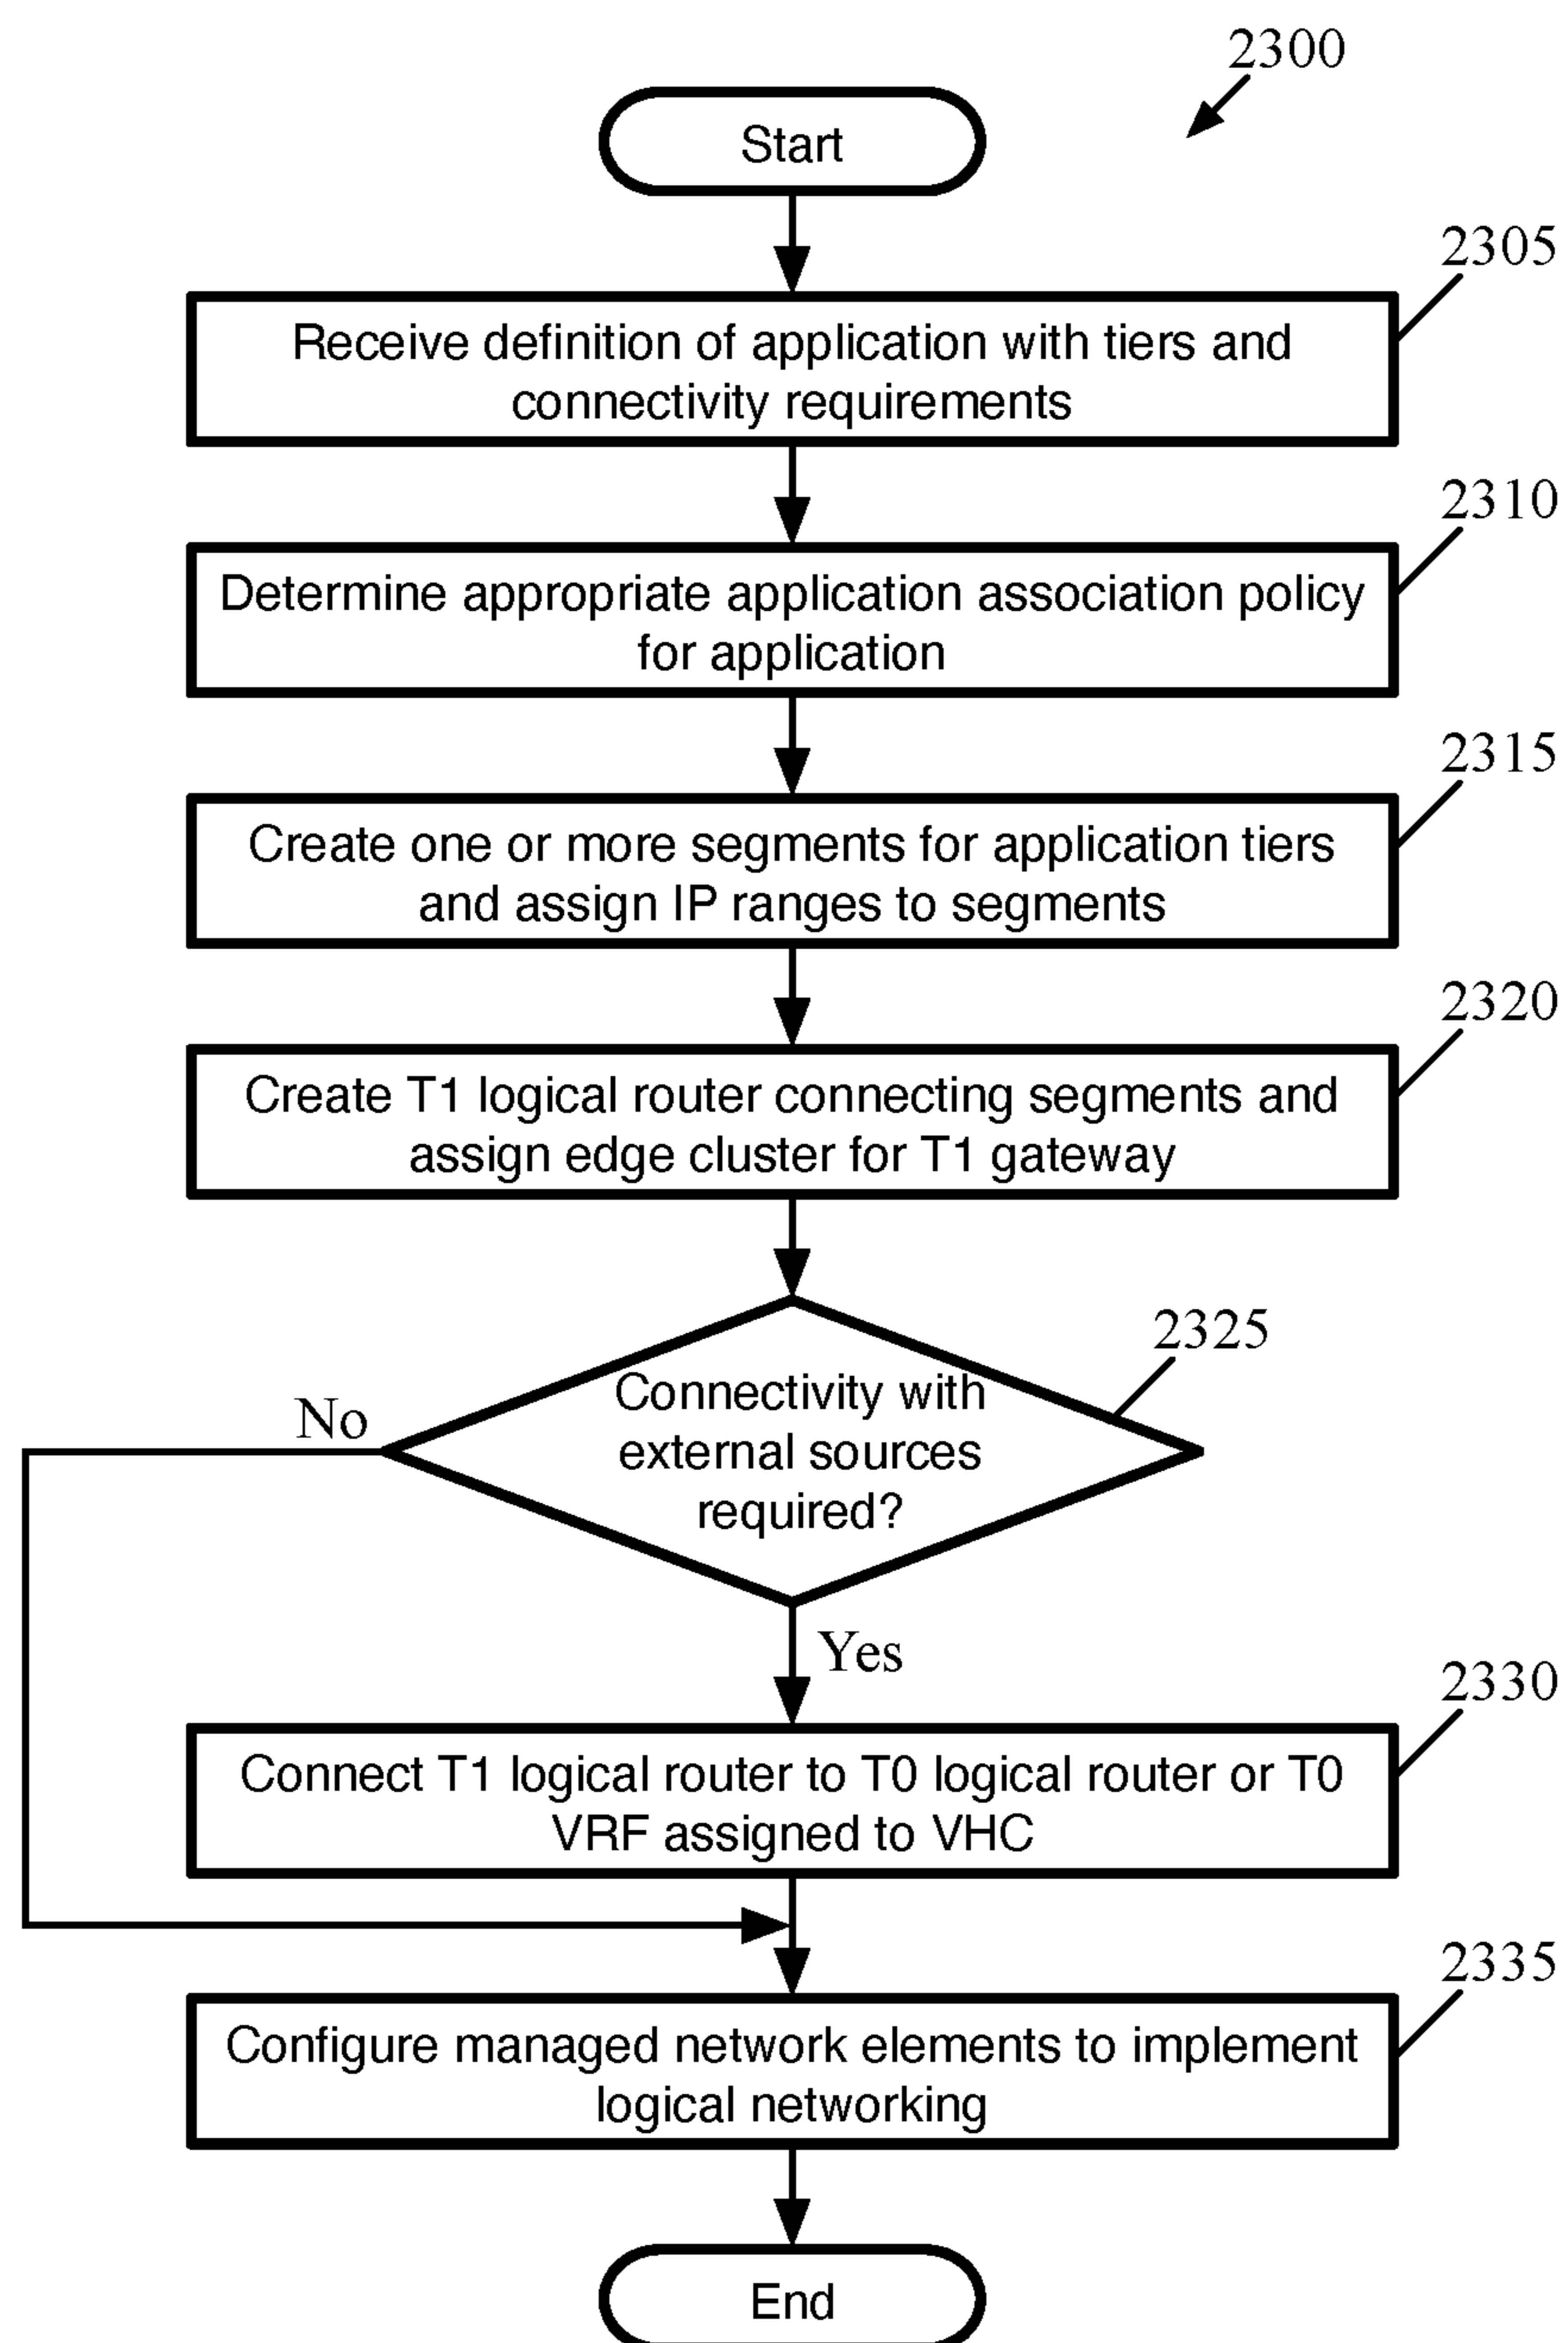 2300
Start
2305
Receive definition of application with tiers and
connectivity requirements
2310
Determine appropriate application association policy
for application
2315
Create one or more segments for application tiers
and assign IP ranges to segments
2320
Create T1 logical router connecting segments and
assign edge cluster for T1 gateway
2325
Connectivity with
external sources
required?
No
Yes
2330
Connect T1 logical router to T0 logical router or T0
VRF assigned to VHC
2335
Configure managed network elements to implement
logical networking
End